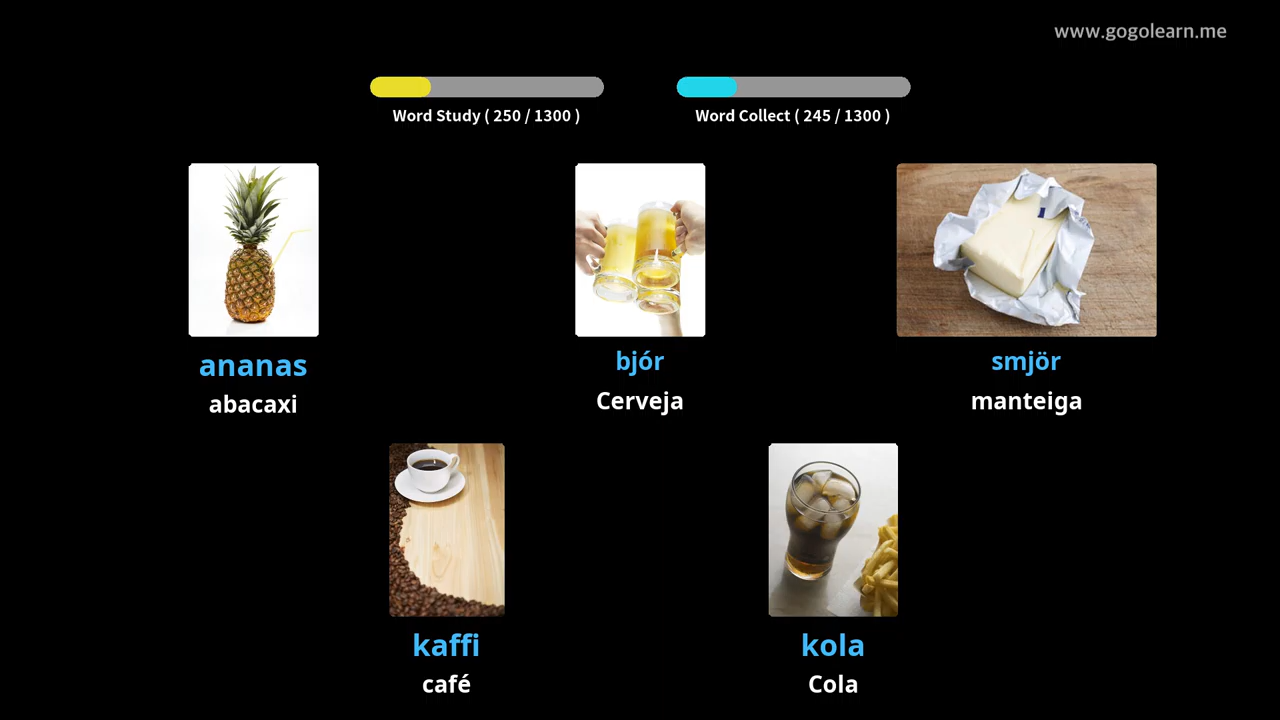 www.gogolearn.me
Word Study ( 250 / 1300 )
Word Collect ( 245 / 1300 )
ananas
abacaxi
bjór
Cerveja
smjör
manteiga
kaffi
café
kola
Cola